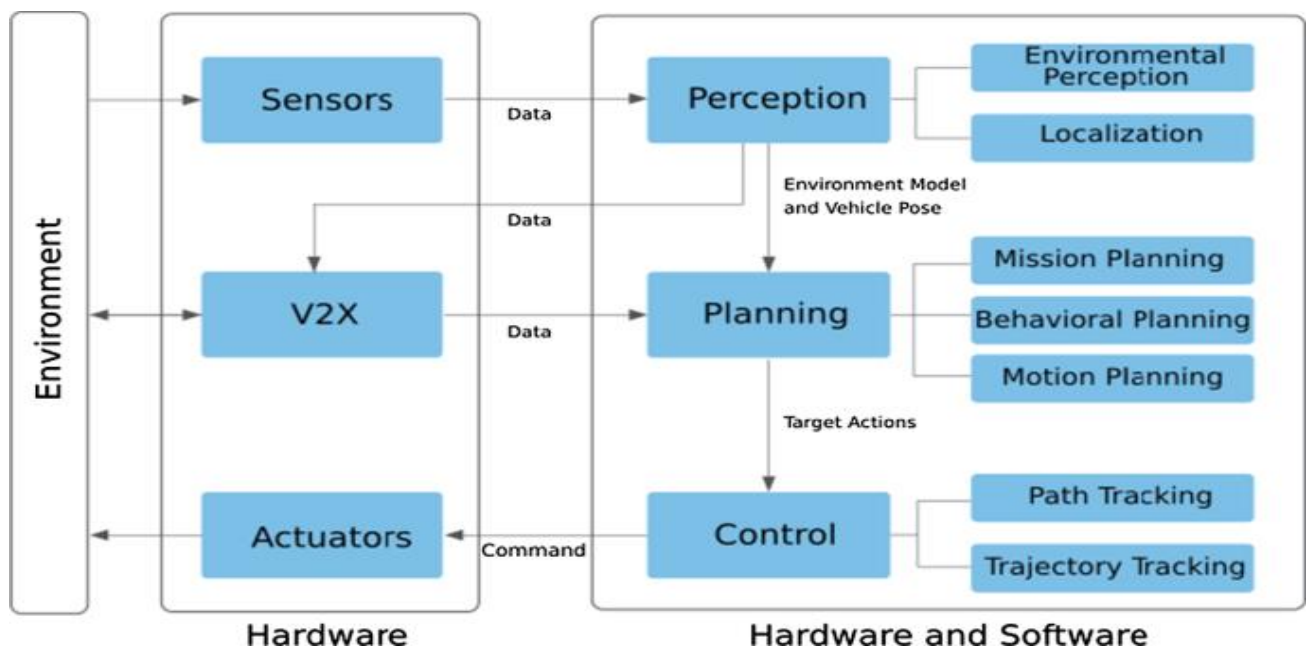 Environment
Sensors
Data
Perception
Environmental
Perception
Localization
Environment Model
and Vehicle Pose
Data
V2X
Data
Planning
Mission Planning
Behavioral Planning
Motion Planning
Target Actions
Actuators
Command
Control
Path Tracking
Trajectory Tracking
Hardware
Hardware and Software